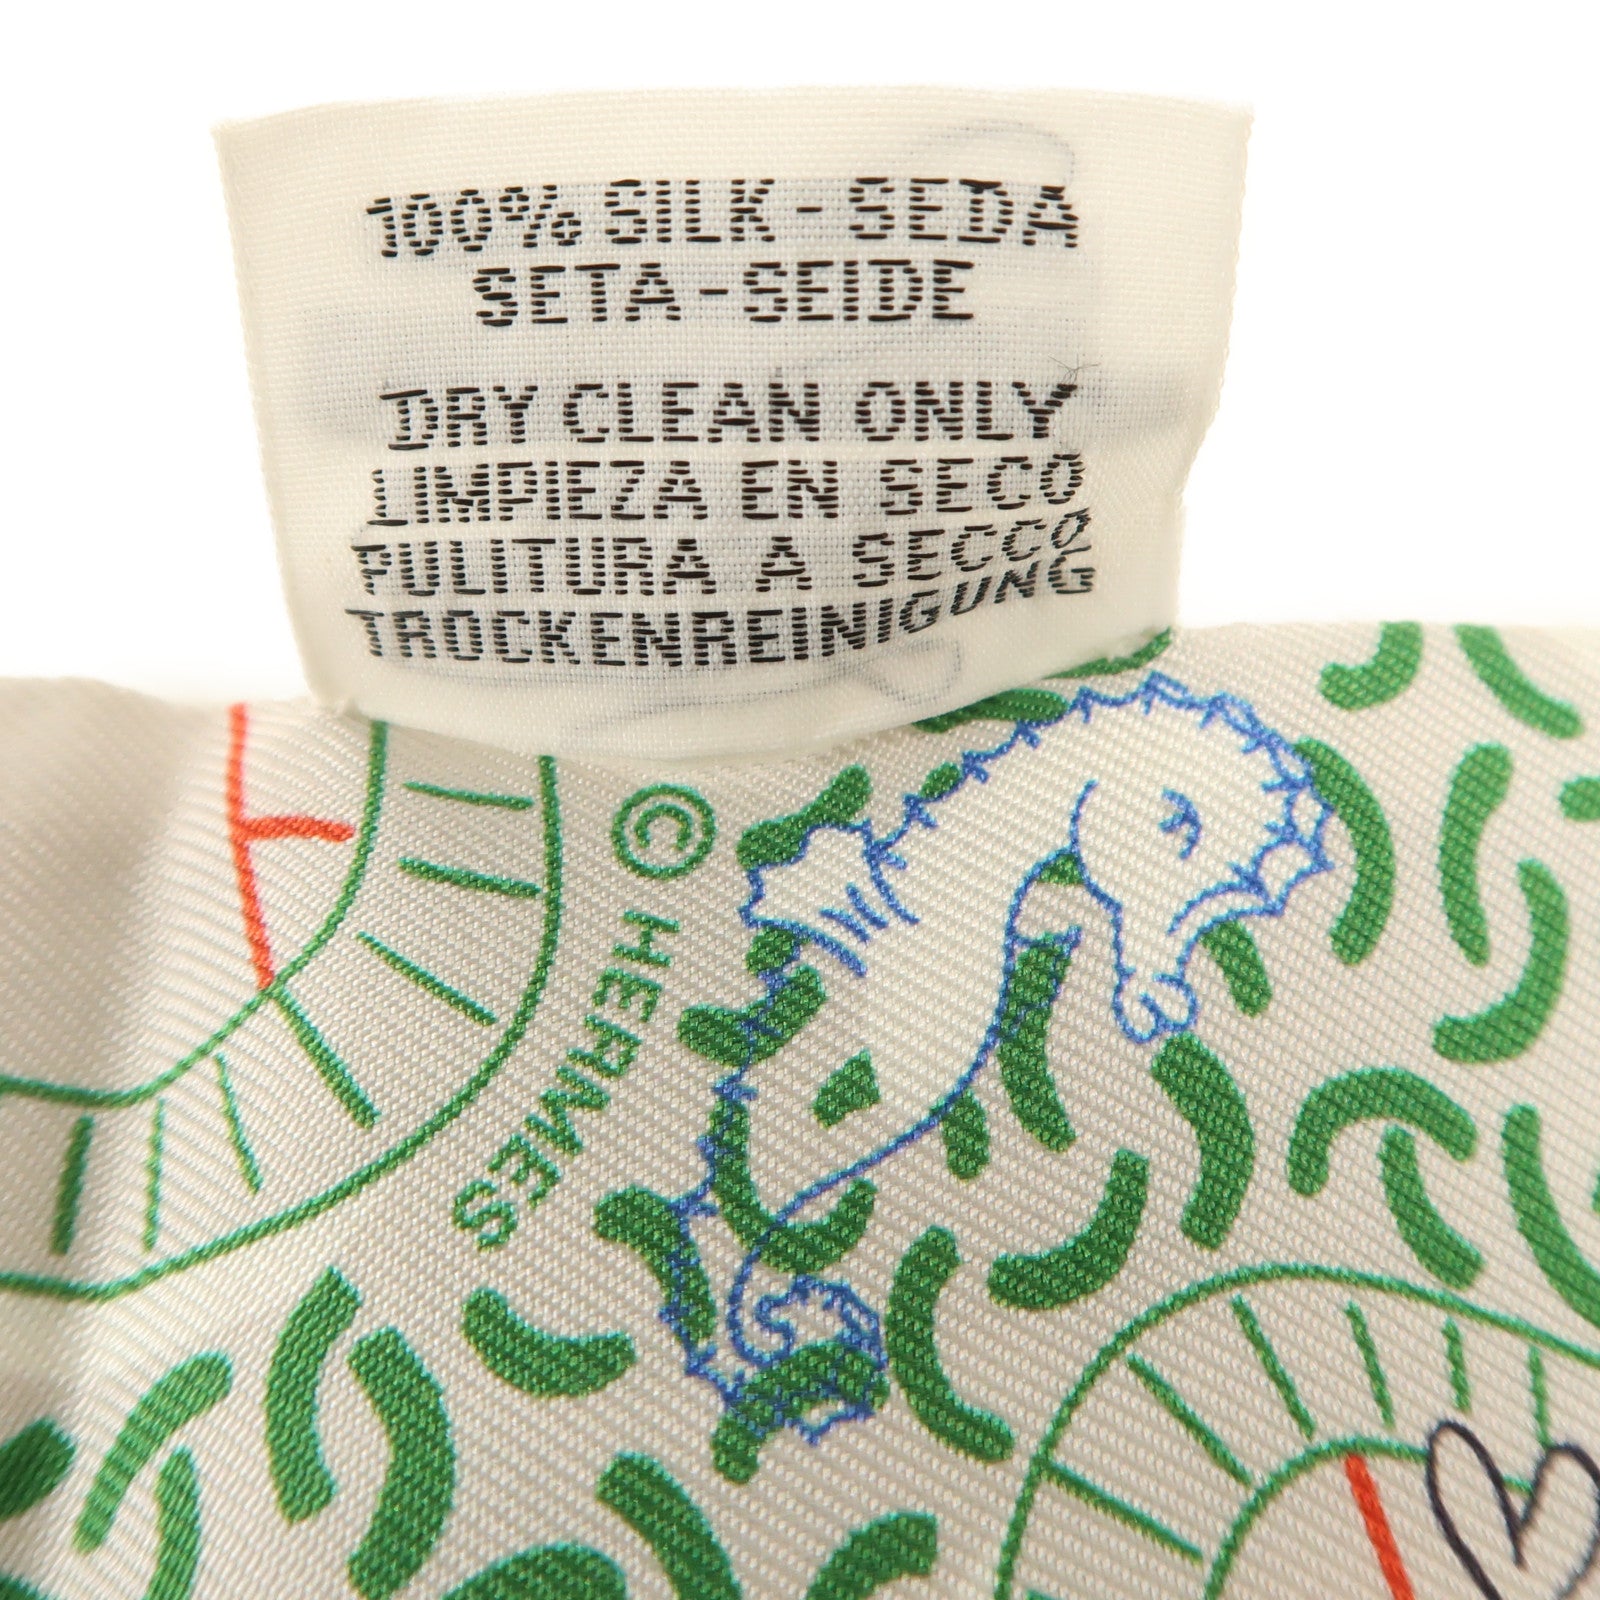 100% SILK - SEDA
SETA - SEIDE
DRY CLEAN ONLY
LIMPIEZA EN SECO
PULITURA A SECCO
TROCKENREINIGUNG
© HERMES